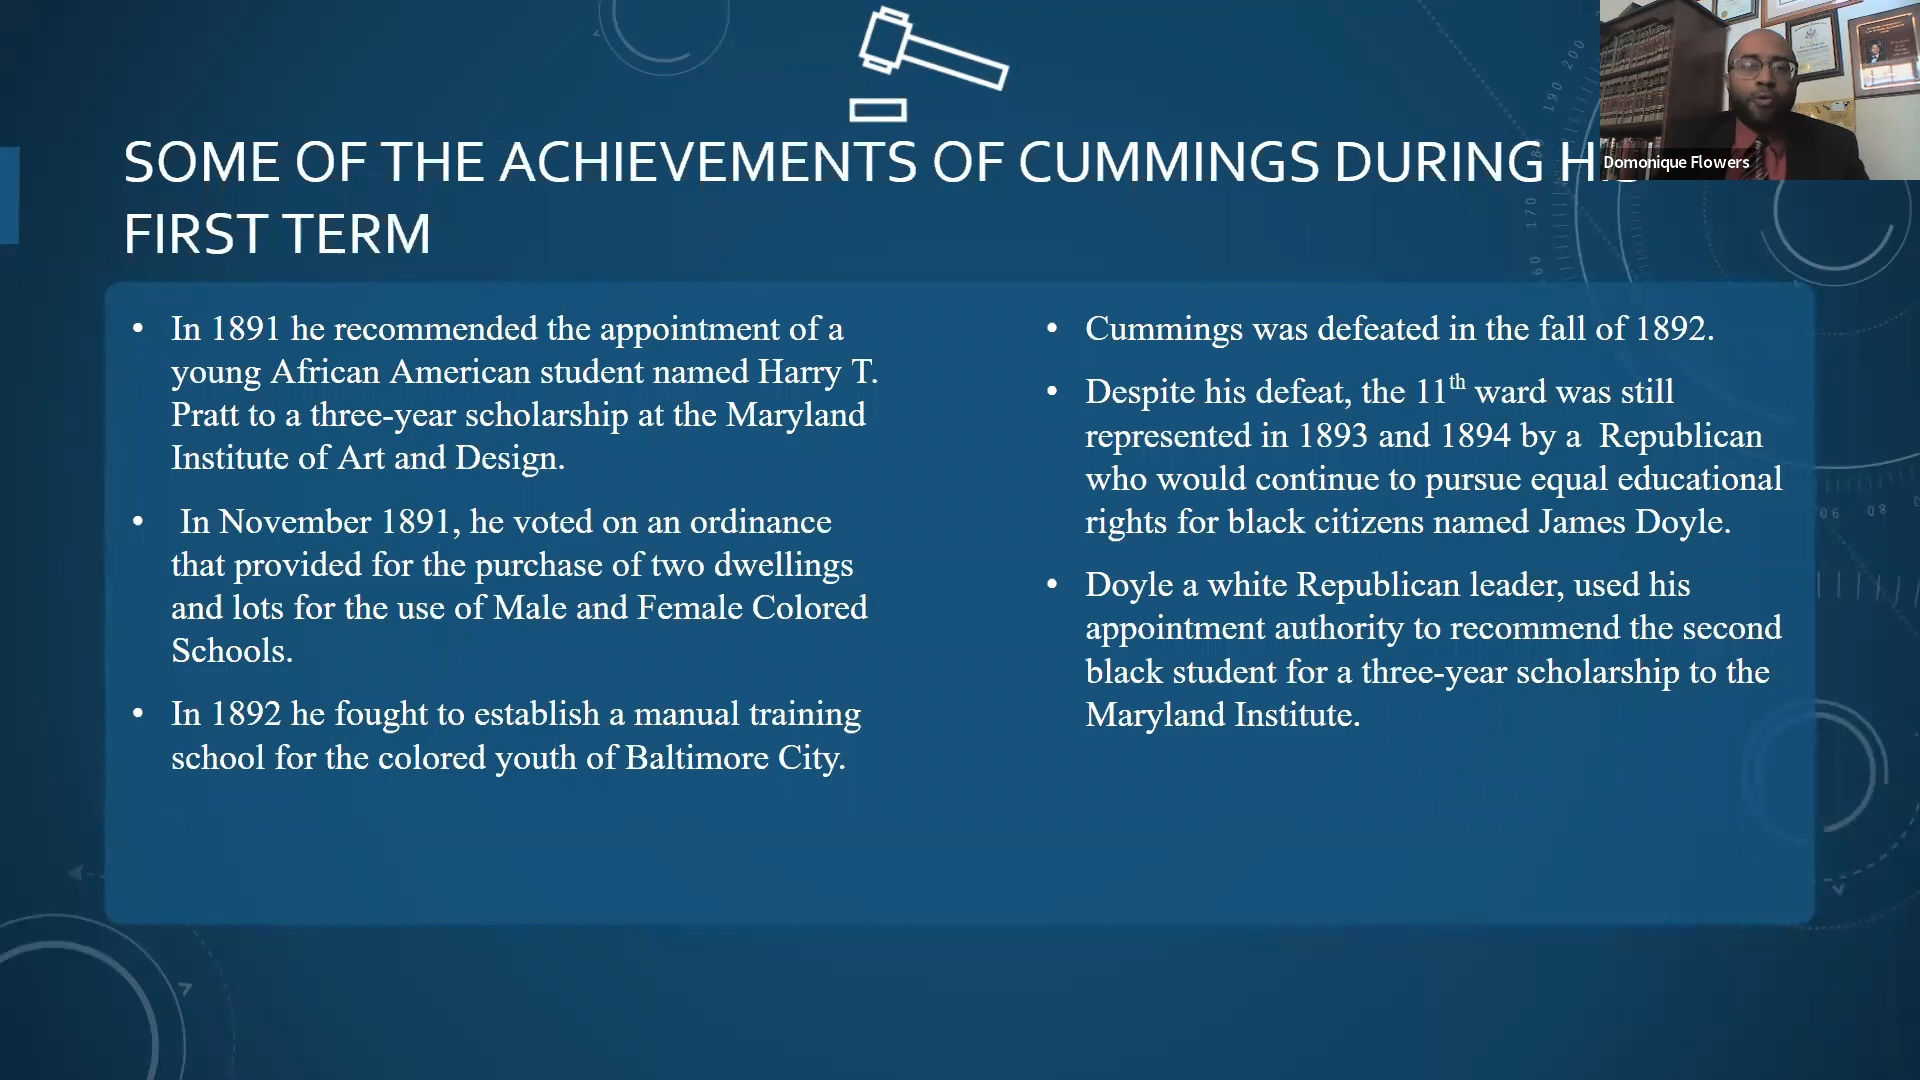 SOME OF THE ACHIEVEMENTS OF CUMMINGS DURING HIS
FIRST TERM
Domonique Flowers
• In 1891 he recommended the appointment of a
young African American student named Harry T.
Pratt to a three-year scholarship at the Maryland
Institute of Art and Design.
• In November 1891, he voted on an ordinance
that provided for the purchase of two dwellings
and lots for the use of Male and Female Colored
Schools.
• In 1892 he fought to establish a manual training
school for the colored youth of Baltimore City.
• Cummings was defeated in the fall of 1892.
• Despite his defeat, the 11th ward was still
represented in 1893 and 1894 by a Republican
who would continue to pursue equal educational
rights for black citizens named James Doyle.
• Doyle a white Republican leader, used his
appointment authority to recommend the second
black student for a three-year scholarship to the
Maryland Institute.
200
190
170